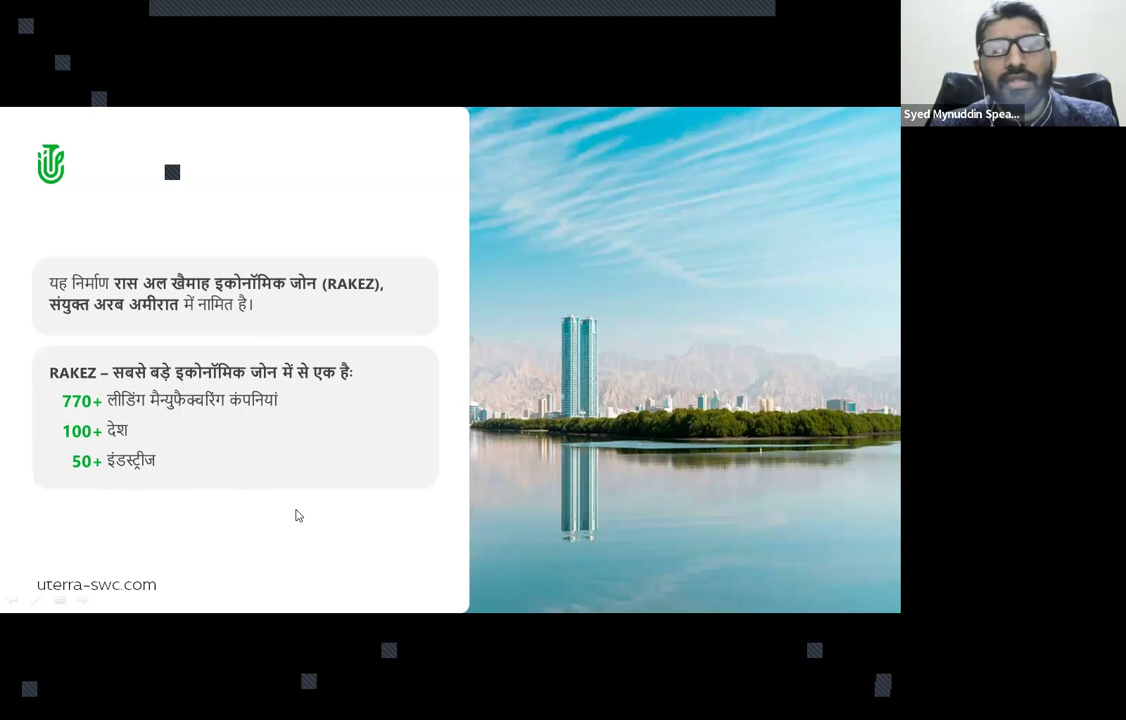 Syed Mynuddin Spea...
यह निर्माण रास अल खैमाह इकोनॉमिक जोन (RAKEZ),
संयुक्त अरब अमीरात में नामित है।
RAKEZ – सबसे बड़े इकोनॉमिक जोन में से एक है:
770+ लीडिंग मैन्युफैक्चरिंग कंपनियां
100+ देश
50+ इंडस्ट्रीज
uterra-swc.com